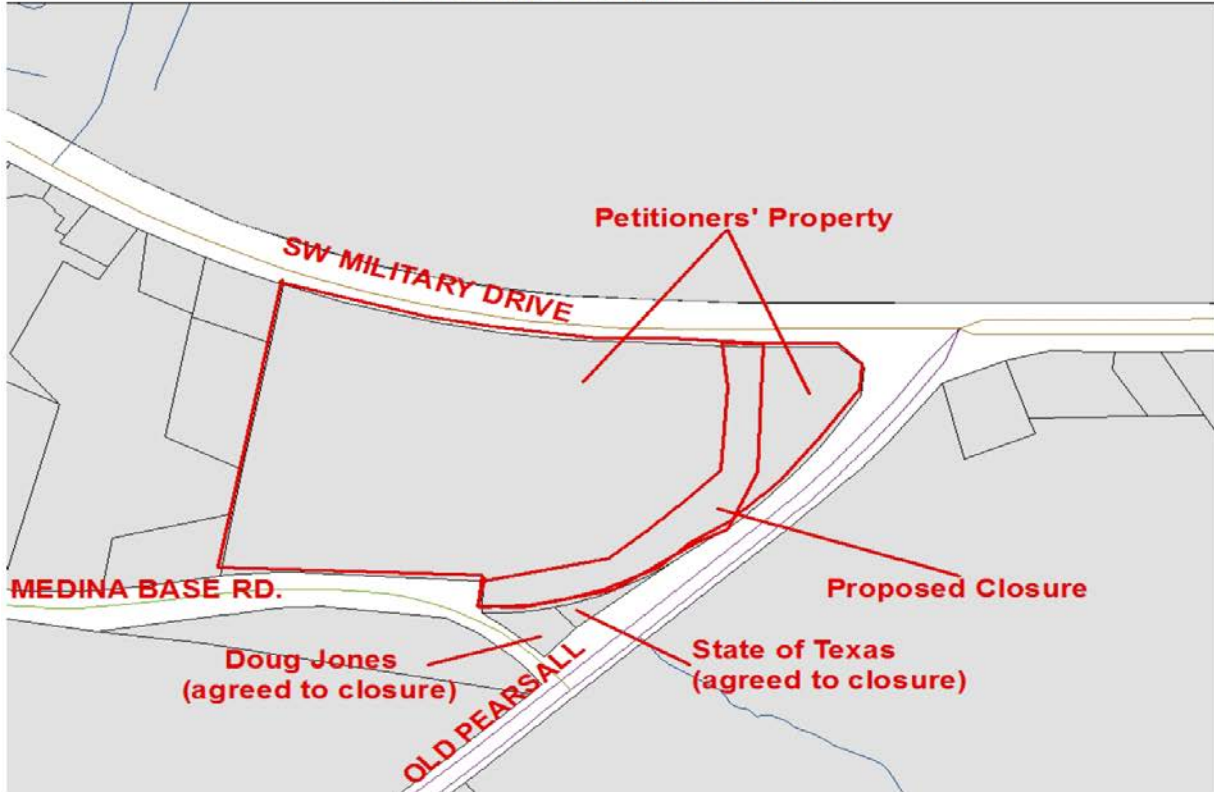 Petitioners' Property
SW MILITARY DRIVE
MEDINA BASE RD.
Proposed Closure
Doug Jones
(agreed to closure)
State of Texas
(agreed to closure)
OLD PEARSALL